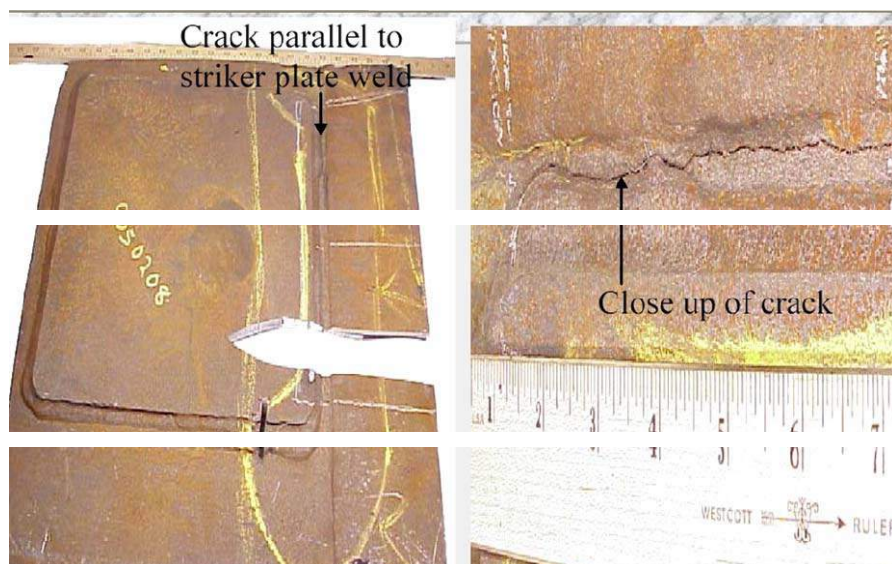 Crack parallel to
striker plate weld
050208
Close up of crack
1 2 3 4 5 6 7
WESTCOTT
RULER
R